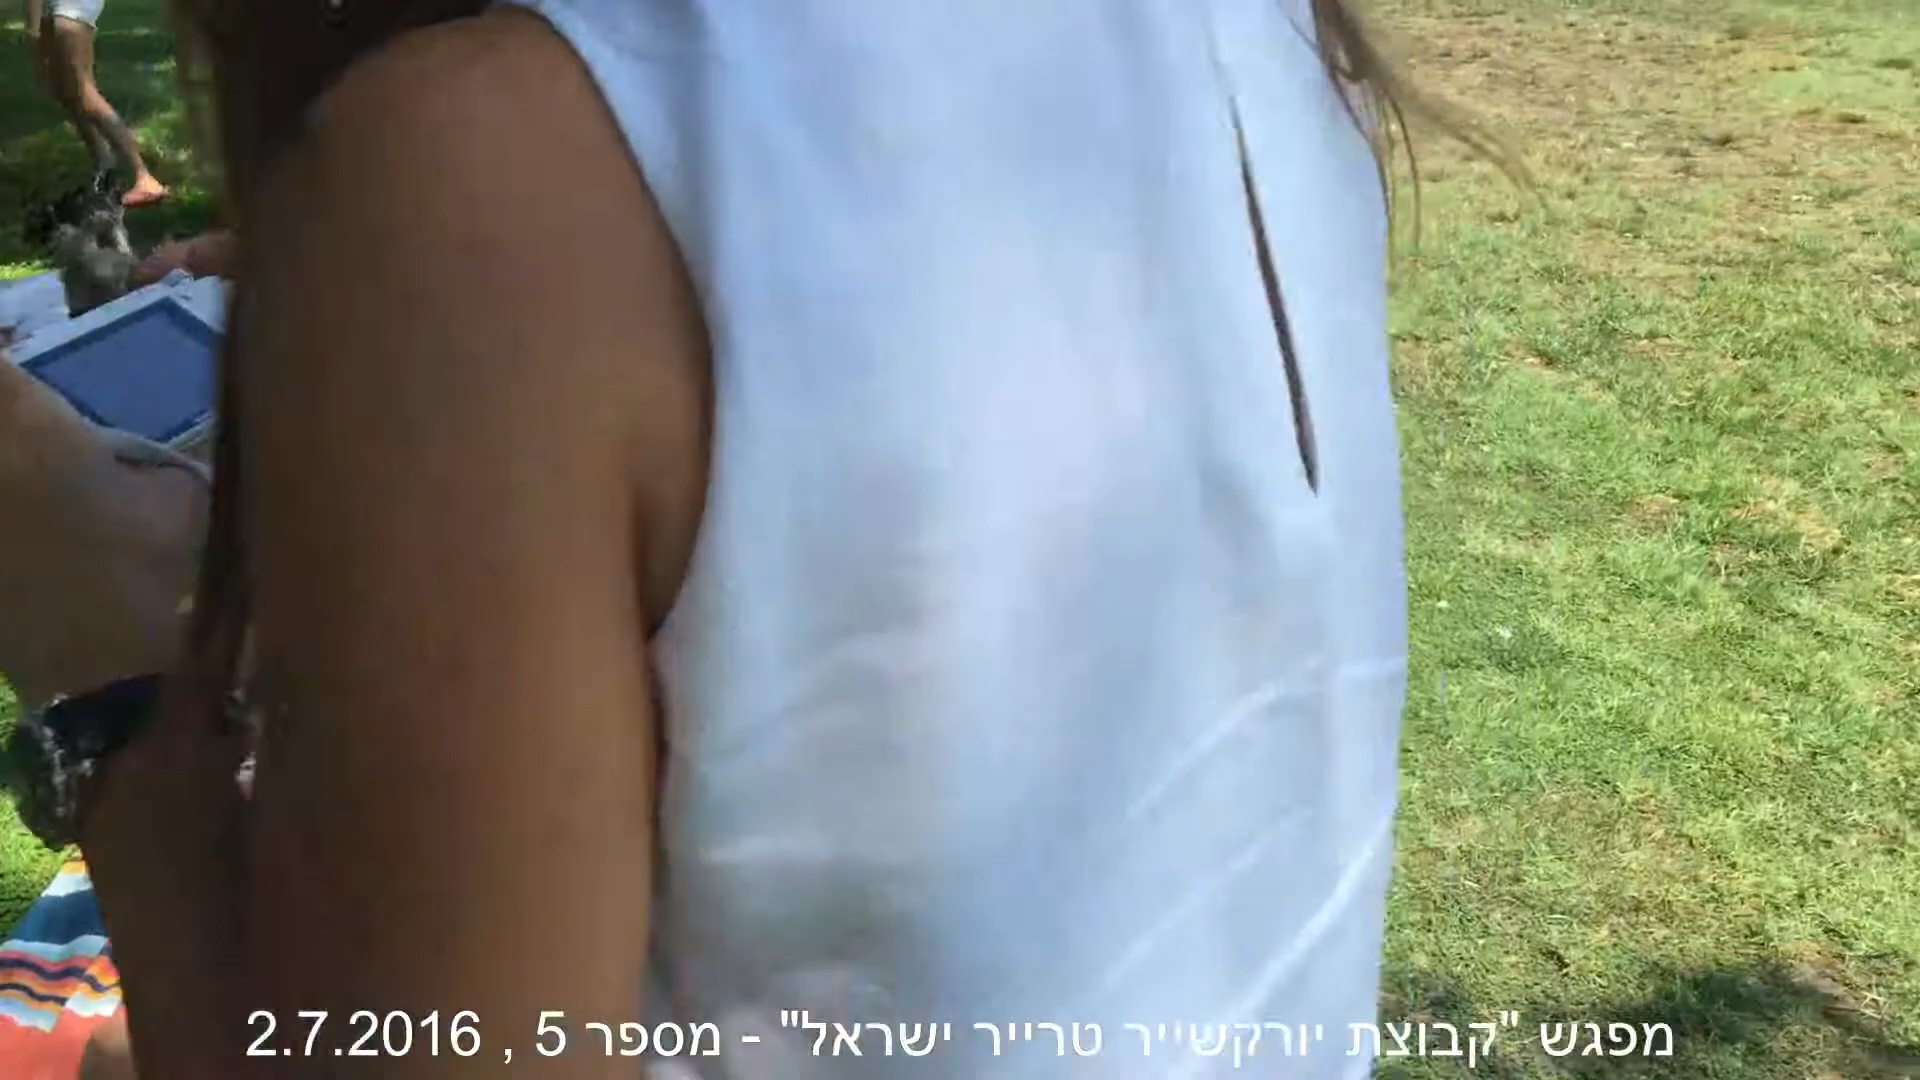 מפגש "קבוצת יורקשייר טרייר ישראל" - מספר 5 , 2.7.2016